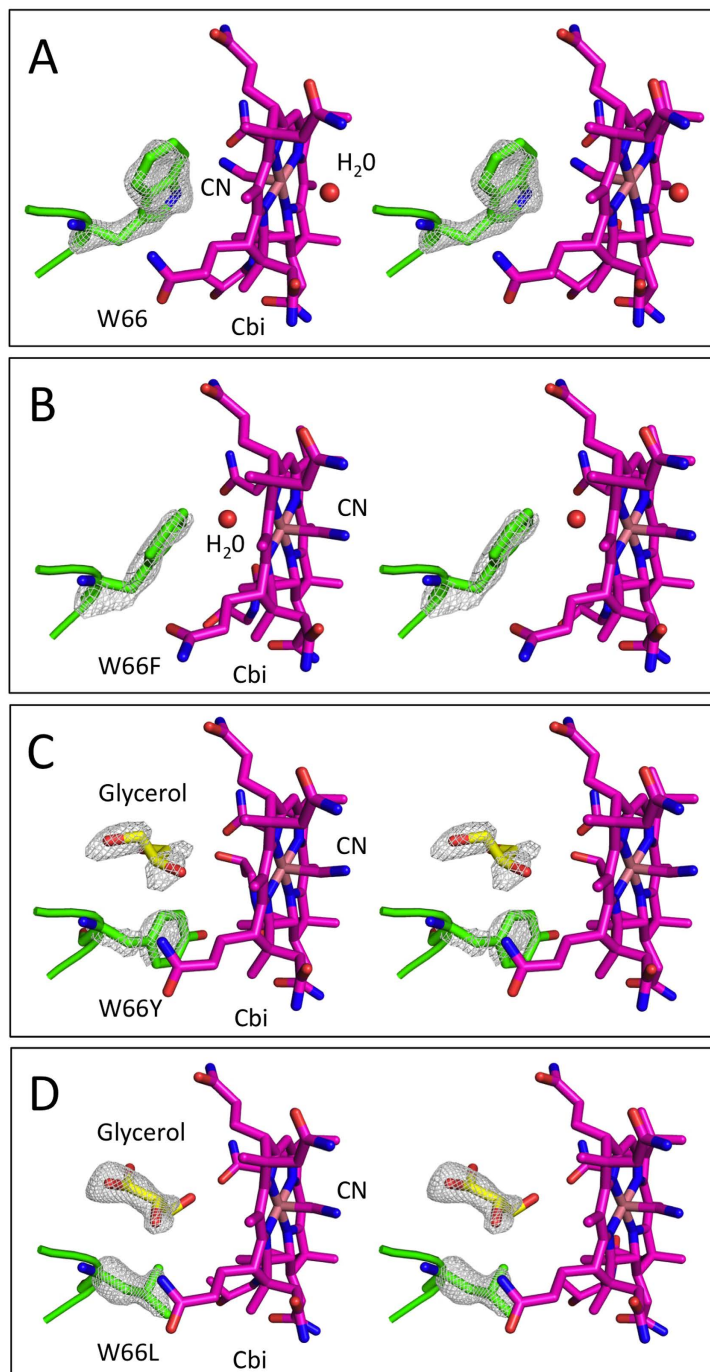 A
CN
H₂0
W66
Cbi
B
CN
H₂0
W66F
Cbi
C
Glycerol
CN
W66Y
Cbi
D
Glycerol
CN
W66L
Cbi